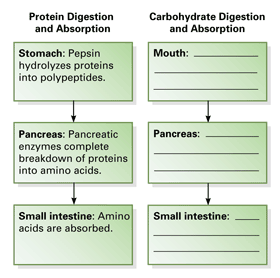 Protein Digestion
and Absorption
Stomach: Pepsin
hydrolyzes proteins
into polypeptides.
Pancreas: Pancreatic
enzymes complete
breakdown of proteins
into amino acids.
Small intestine: Amino
acids are absorbed.
Carbohydrate Digestion
and Absorption
Mouth:
Pancreas:
Small intestine: